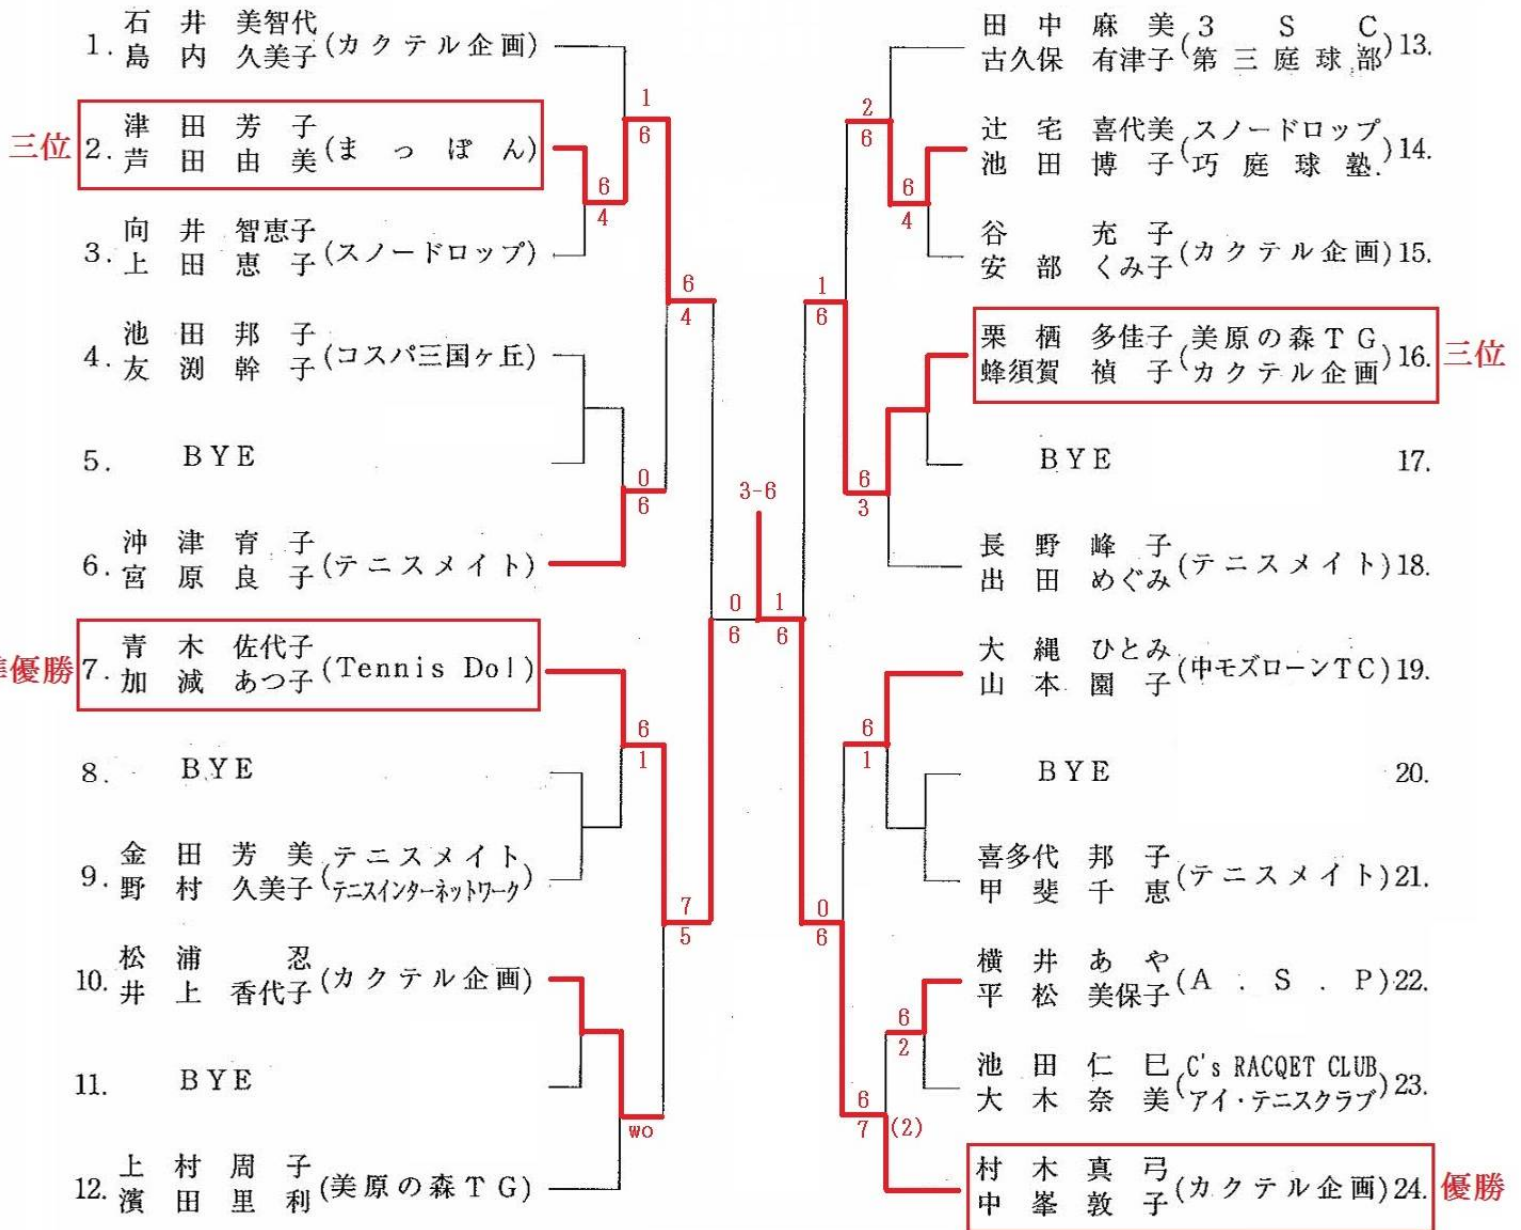 1. 石井 美智代
島内 久美子 (カクテル企画)
三位 2. 津田 芳子
芦田 由美 (まっぽん)
3. 向井 智恵子
上田 恵子 (スノードロップ)
4. 池田 邦子
友渕 幹子 (コスパ三国ヶ丘)
5. BYE
6. 沖津 育子
宮原 良子 (テニスメイト)
準優勝 7. 青木 佐代子
加減 あつ子 (Tennis Do!)
8. BYE
9. 金田 芳美 (テニスメイト
野村 久美子 テニスインターネットワーク)
10. 松浦 忍
井上 香代子 (カクテル企画)
11. BYE
12. 上村 周子
濱田 里利 (美原の森TG)
1
6
6
4
6
4
0
6
6
1
7
5
wo
0
6
3-6
1
6
2
6
6
4
1
6
6
3
6
1
0
6
6
2
6
7 (2)
田中 麻美 (3SC
古久保 有津子 第三庭球部) 13.
辻宅 喜代美 (スノードロップ
池田 博子 巧庭球塾.) 14.
谷 充子
安部 くみ子 (カクテル企画) 15.
栗栖 多佳子 (美原の森TG
蜂須賀 禎子 カクテル企画) 16. 三位
BYE 17.
長野 峰子
出田 めぐみ (テニスメイト) 18.
大縄 ひとみ
山本 園子 (中モズローンTC) 19.
BYE 20.
喜多代 邦子
甲斐 千恵 (テニスメイト) 21.
横井 あや
平松 美保子 (A.S.P) 22.
池田 仁巳 (C's RACQET CLUB
大木 奈美 アイ・テニスクラブ) 23.
村木 真弓
中峯 敦子 (カクテル企画) 24. 優勝